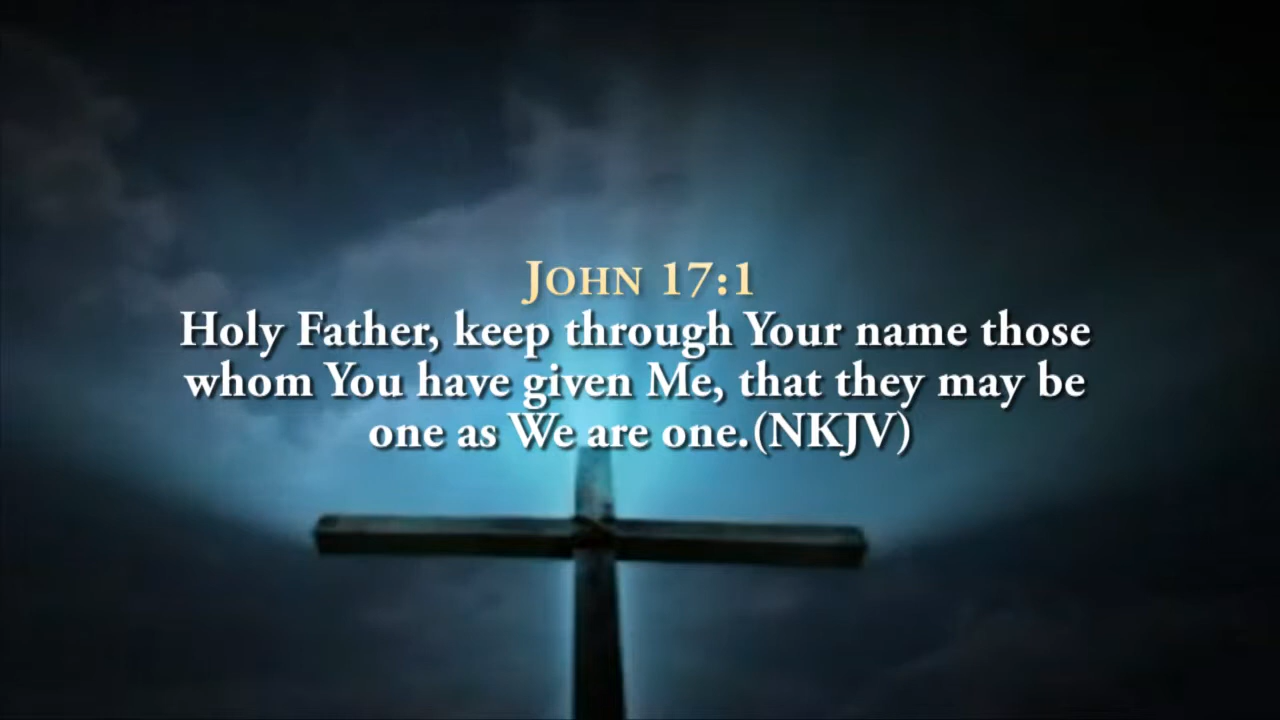 John 17:1
Holy Father, keep through Your name those
whom You have given Me, that they may be
one as We are one.(NKJV)